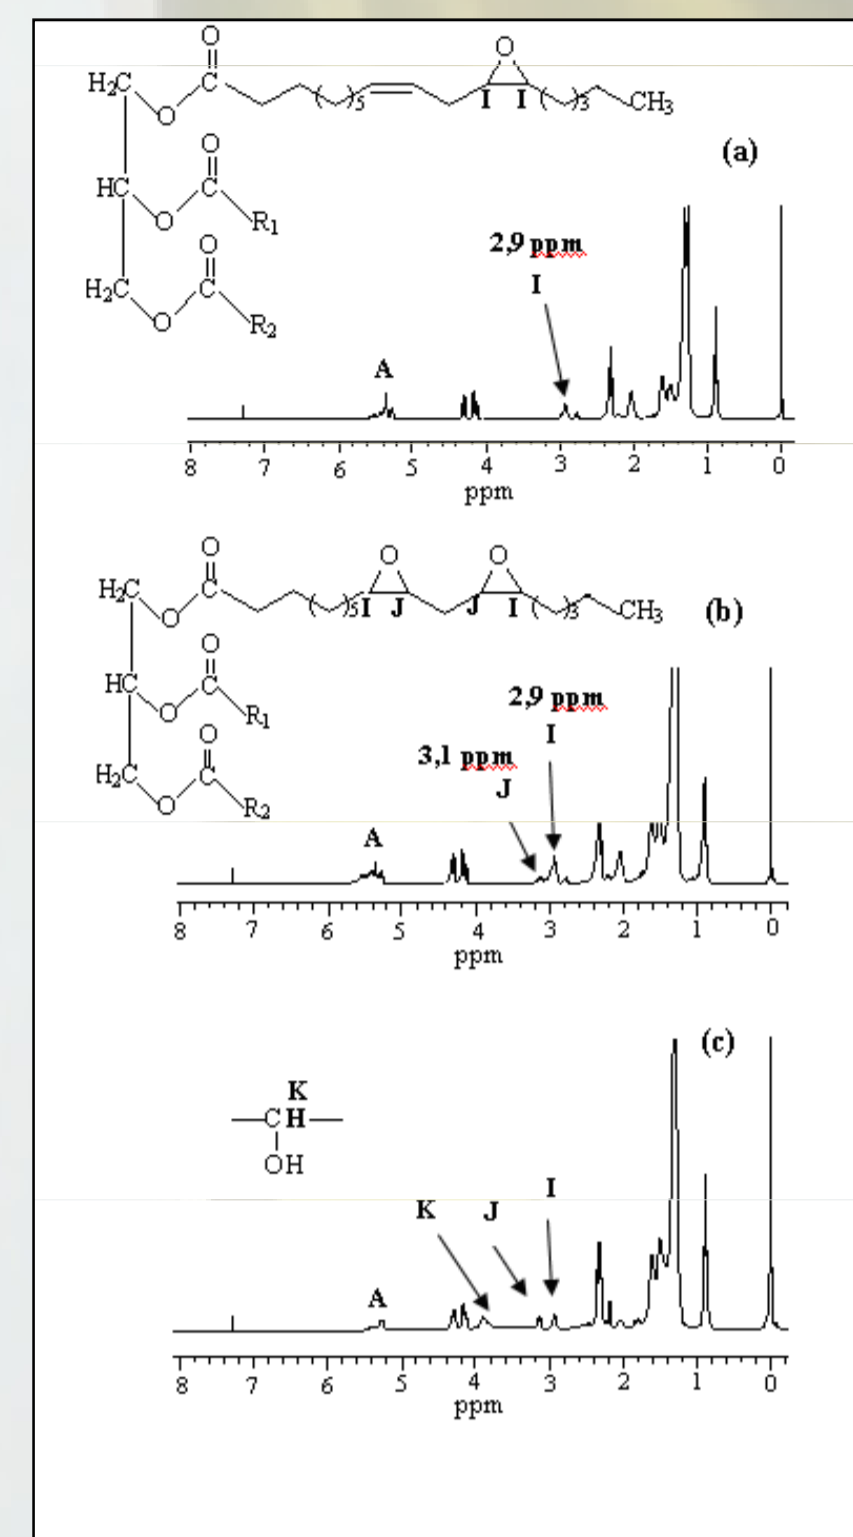 O
O
H₂C
C
O
( )₅
I I
( )₃
CH₃
(a)
O
HC
C
O
R₁
2,9 ppm
O
I
H₂C
C
O
R₂
A
8 7 6 5 4 3 2 1 0
ppm
O
O
O
H₂C
C
O
( )₅
I J
J I
( )₃
CH₃
(b)
O
HC
C
O
R₁
2,9 ppm
I
O
3,1 ppm
J
H₂C
C
O
R₂
A
8 7 6 5 4 3 2 1 0
ppm
(c)
K
C H
OH
I
K J
A
8 7 6 5 4 3 2 1 0
ppm